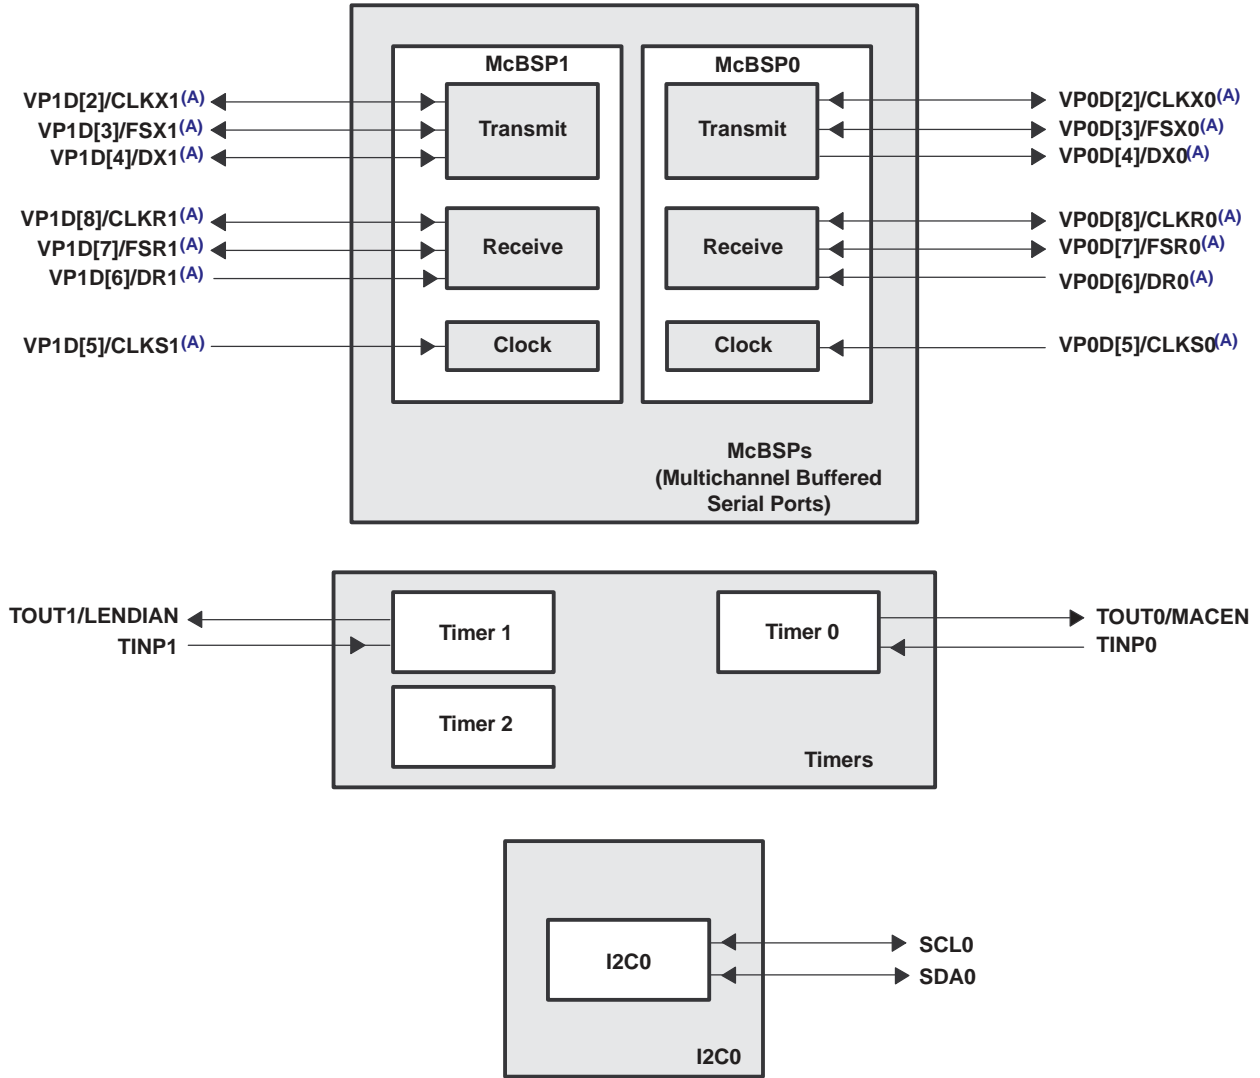 McBSP1
McBSP0
VP1D[2]/CLKX1(A)
VP1D[3]/FSX1(A)
VP1D[4]/DX1(A)
Transmit
Transmit
VP0D[2]/CLKX0(A)
VP0D[3]/FSX0(A)
VP0D[4]/DX0(A)
VP1D[8]/CLKR1(A)
VP1D[7]/FSR1(A)
VP1D[6]/DR1(A)
Receive
Receive
VP0D[8]/CLKR0(A)
VP0D[7]/FSR0(A)
VP0D[6]/DR0(A)
VP1D[5]/CLKS1(A)
Clock
Clock
VP0D[5]/CLKS0(A)
McBSPs
(Multichannel Buffered
Serial Ports)
TOUT1/LENDIAN
TINP1
Timer 1
Timer 0
TOUT0/MACEN
TINP0
Timer 2
Timers
I2C0
SCL0
SDA0
I2C0